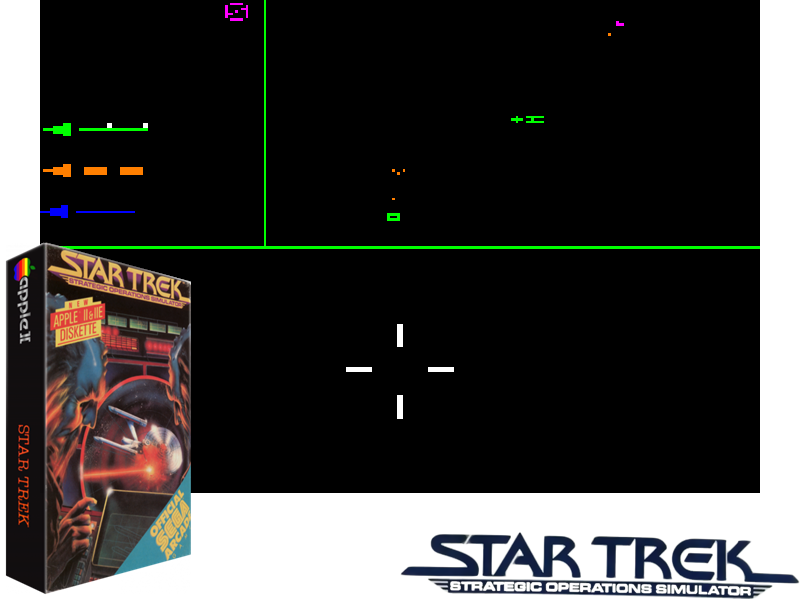 STAR TREK
STRATEGIC OPERATIONS SIMULATOR
NEW
APPLE II & IIE
DISKETTE
apple ][
STAR TREK
OFFICIAL
SEGA
ARCADE
STAR TREK
STRATEGIC OPERATIONS SIMULATOR